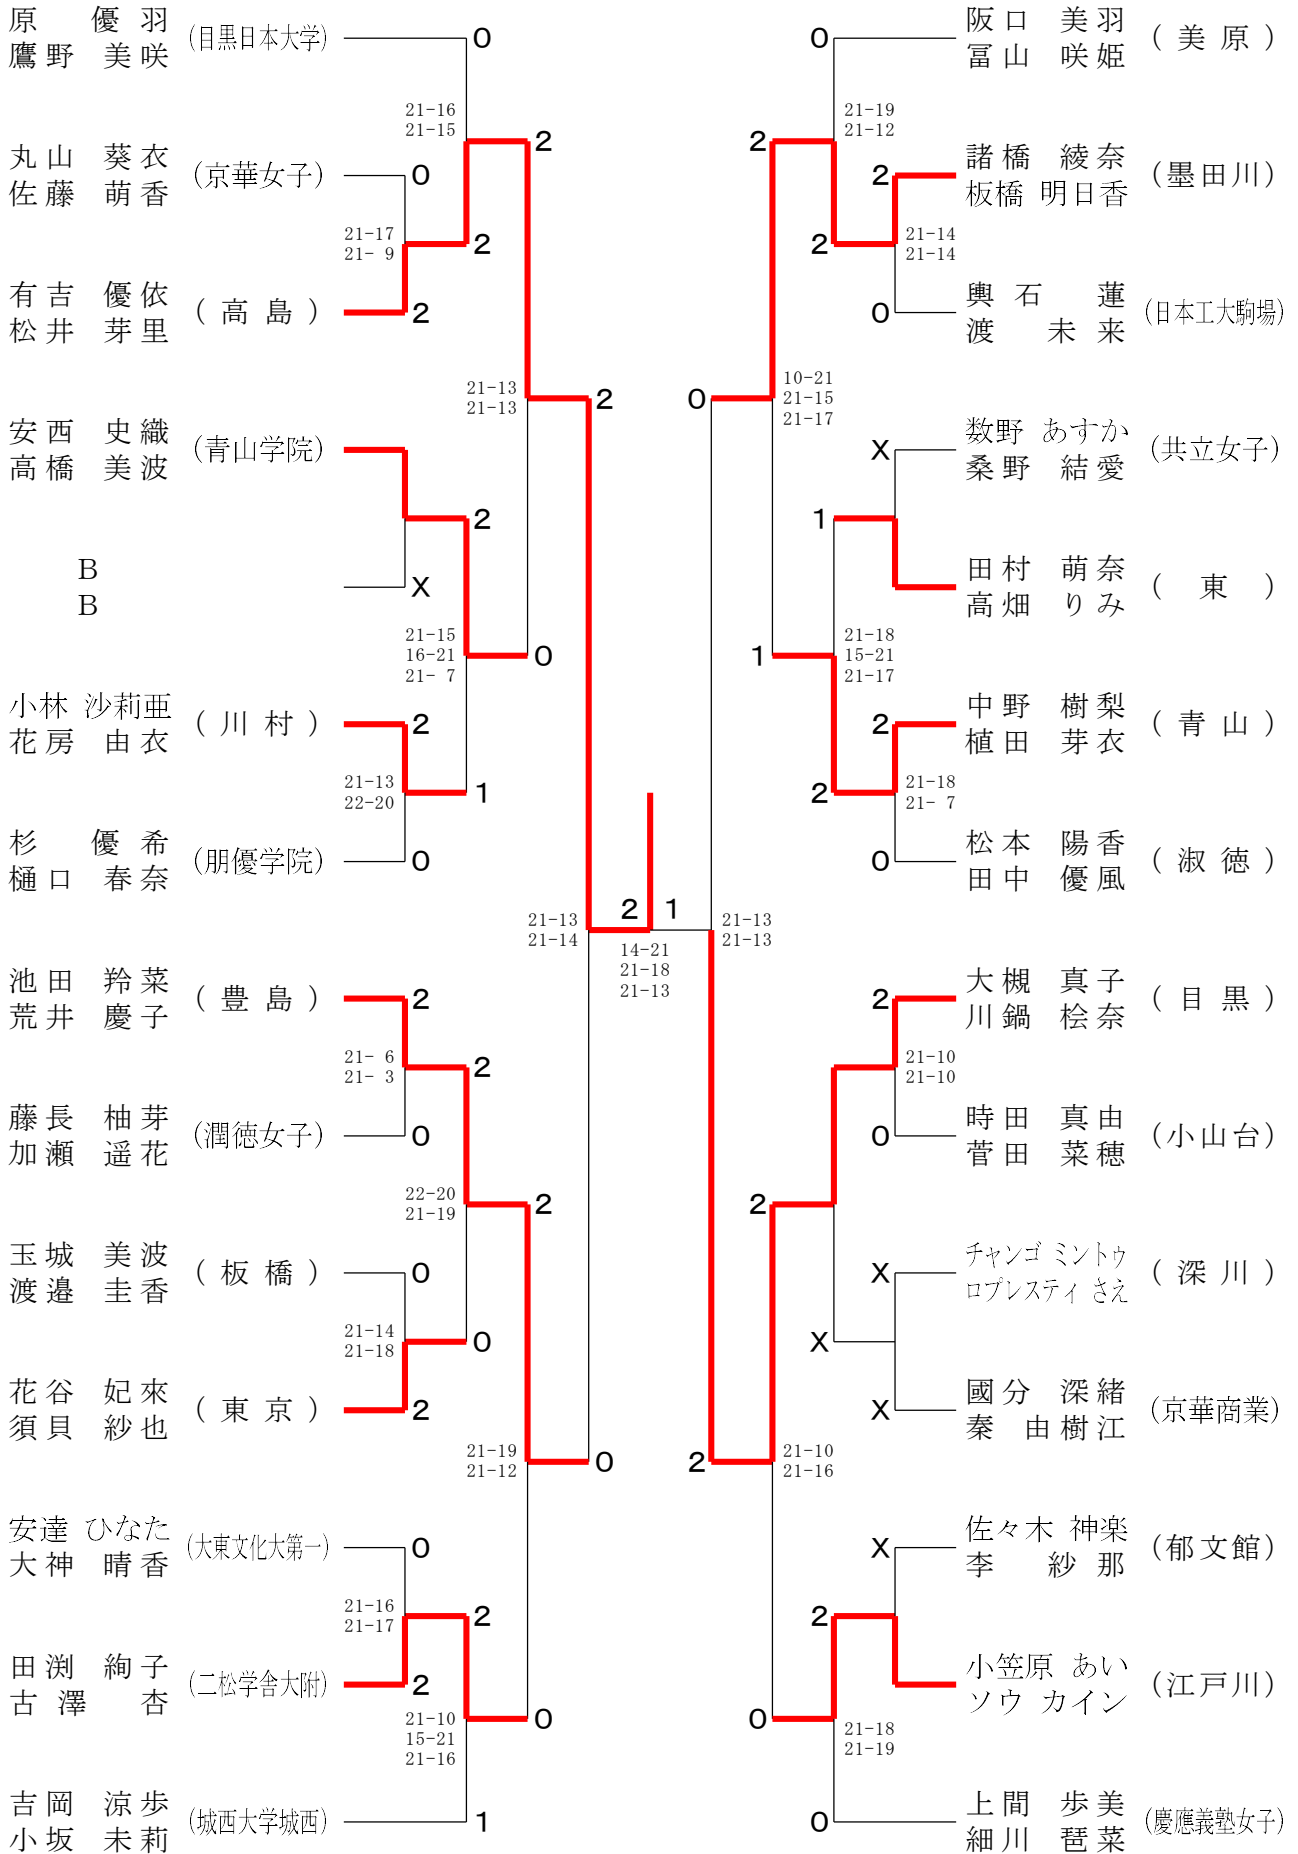 原 優羽
鷹野 美咲
(目黒日本大学)
0
21-16
21-15
2
丸山 葵衣
佐藤 萌香
(京華女子)
0
21-17
21- 9
2
有吉 優依
松井 芽里
(高島)
2
21-13
21-13
2
安西 史織
高橋 美波
(青山学院)
2
B
B
X
21-15
16-21
21- 7
0
小林 沙莉亜
花房 由衣
(川村)
2
21-13
22-20
1
杉 優希
樋口 春奈
(朋優学院)
0
21-13
21-14
2
1
14-21
21-18
21-13
池田 羚菜
荒井 慶子
(豊島)
2
21- 6
21- 3
2
藤長 柚芽
加瀬 遥花
(潤徳女子)
0
22-20
21-19
2
玉城 美波
渡邉 圭香
(板橋)
0
21-14
21-18
0
花谷 妃來
須貝 紗也
(東京)
2
21-19
21-12
0
安達 ひなた
大神 晴香
(大東文化大第一)
0
21-16
21-17
2
田渕 絢子
古澤 杏
(二松学舎大附)
2
21-10
15-21
21-16
0
吉岡 涼歩
小坂 未莉
(城西大学城西)
1
0
阪口 美羽
冨山 咲姫
(美原)
21-19
21-12
2
2
諸橋 綾奈
板橋 明日香
(墨田川)
2
21-14
21-14
0
輿石 蓮
渡 未来
(日本工大駒場)
0
10-21
21-15
21-17
X
数野 あすか
桑野 結愛
(共立女子)
1
田村 萌奈
高畑 りみ
(東)
1
21-18
15-21
21-17
2
中野 樹梨
植田 芽衣
(青山)
2
21-18
21- 7
0
松本 陽香
田中 優風
(淑徳)
21-13
21-13
2
大槻 真子
川鍋 桧奈
(目黒)
21-10
21-10
0
時田 真由
菅田 菜穂
(小山台)
2
X
チャンゴ ミントゥ
ロプレスティ さえ
(深川)
X
X
國分 深緒
秦 由樹江
(京華商業)
2
21-10
21-16
X
佐々木 神楽
李 紗那
(郁文館)
2
小笠原 あい
ソウ カイン
(江戸川)
0
21-18
21-19
0
上間 歩美
細川 琶菜
(慶應義塾女子)